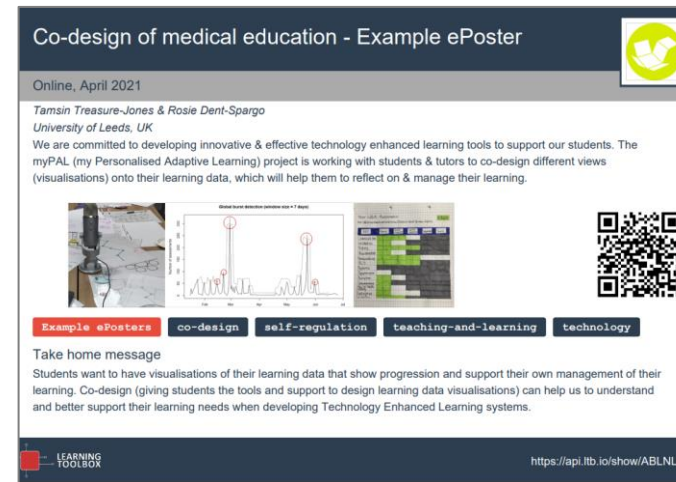 Co-design of medical education - Example ePoster
Online, April 2021
Tamsin Treasure-Jones & Rosie Dent-Spargo
University of Leeds, UK
We are committed to developing innovative & effective technology enhanced learning tools to support our students. The
myPAL (my Personalised Adaptive Learning) project is working with students & tutors to co-design different views
(visualisations) onto their learning data, which will help them to reflect on & manage their learning.
Global burst detection (window size = 7 days)
Example ePosters co-design self-regulation teaching-and-learning technology
Take home message
Students want to have visualisations of their learning data that show progression and support their own management of their
learning. Co-design (giving students the tools and support to design learning data visualisations) can help us to understand
and better support their learning needs when developing Technology Enhanced Learning systems.
LEARNING
TOOLBOX
https://api.ltb.io/show/ABLNL